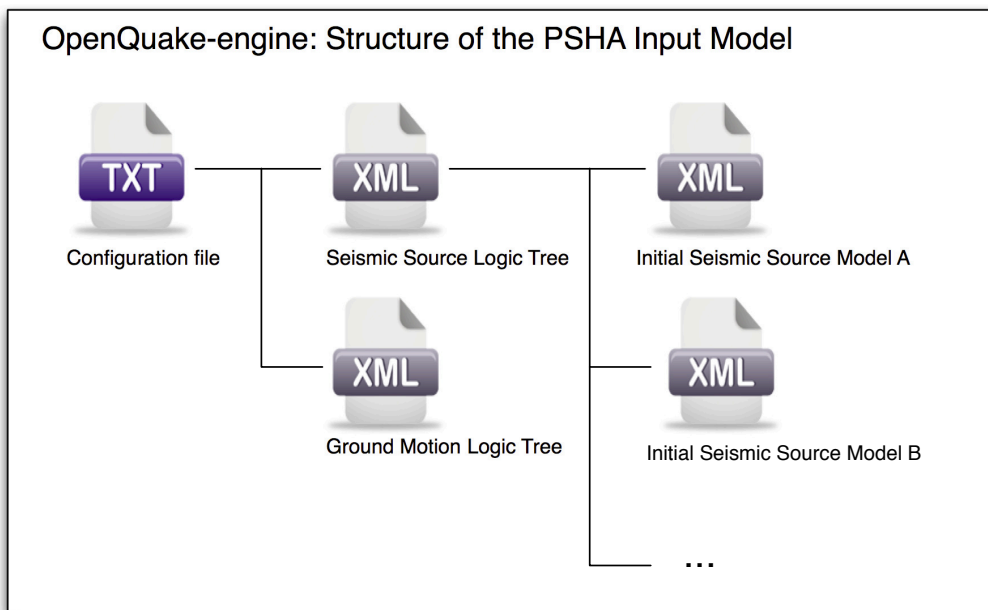 OpenQuake-engine: Structure of the PSHA Input Model
TXT
XML
XML
Configuration file
Seismic Source Logic Tree
Initial Seismic Source Model A
XML
XML
Ground Motion Logic Tree
Initial Seismic Source Model B
...